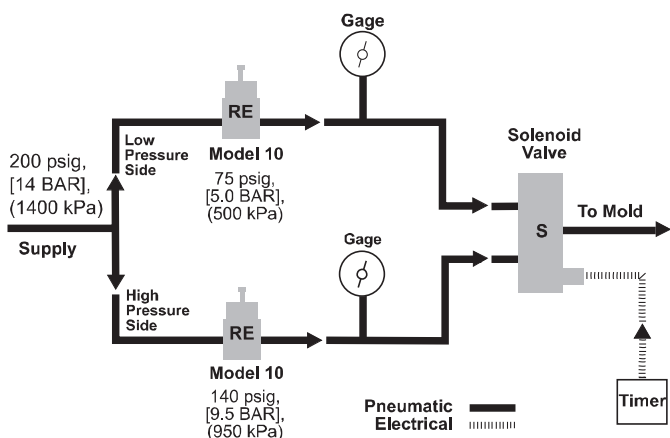 Gage
RE
Low
Pressure
Side
Model 10
75 psig,
[5.0 BAR],
(500 kPa)
200 psig,
[14 BAR],
(1400 kPa)
Supply
Solenoid
Valve
S
To Mold
Gage
High
Pressure
Side
RE
Model 10
140 psig,
[9.5 BAR],
(950 kPa)
Pneumatic
Electrical
Timer